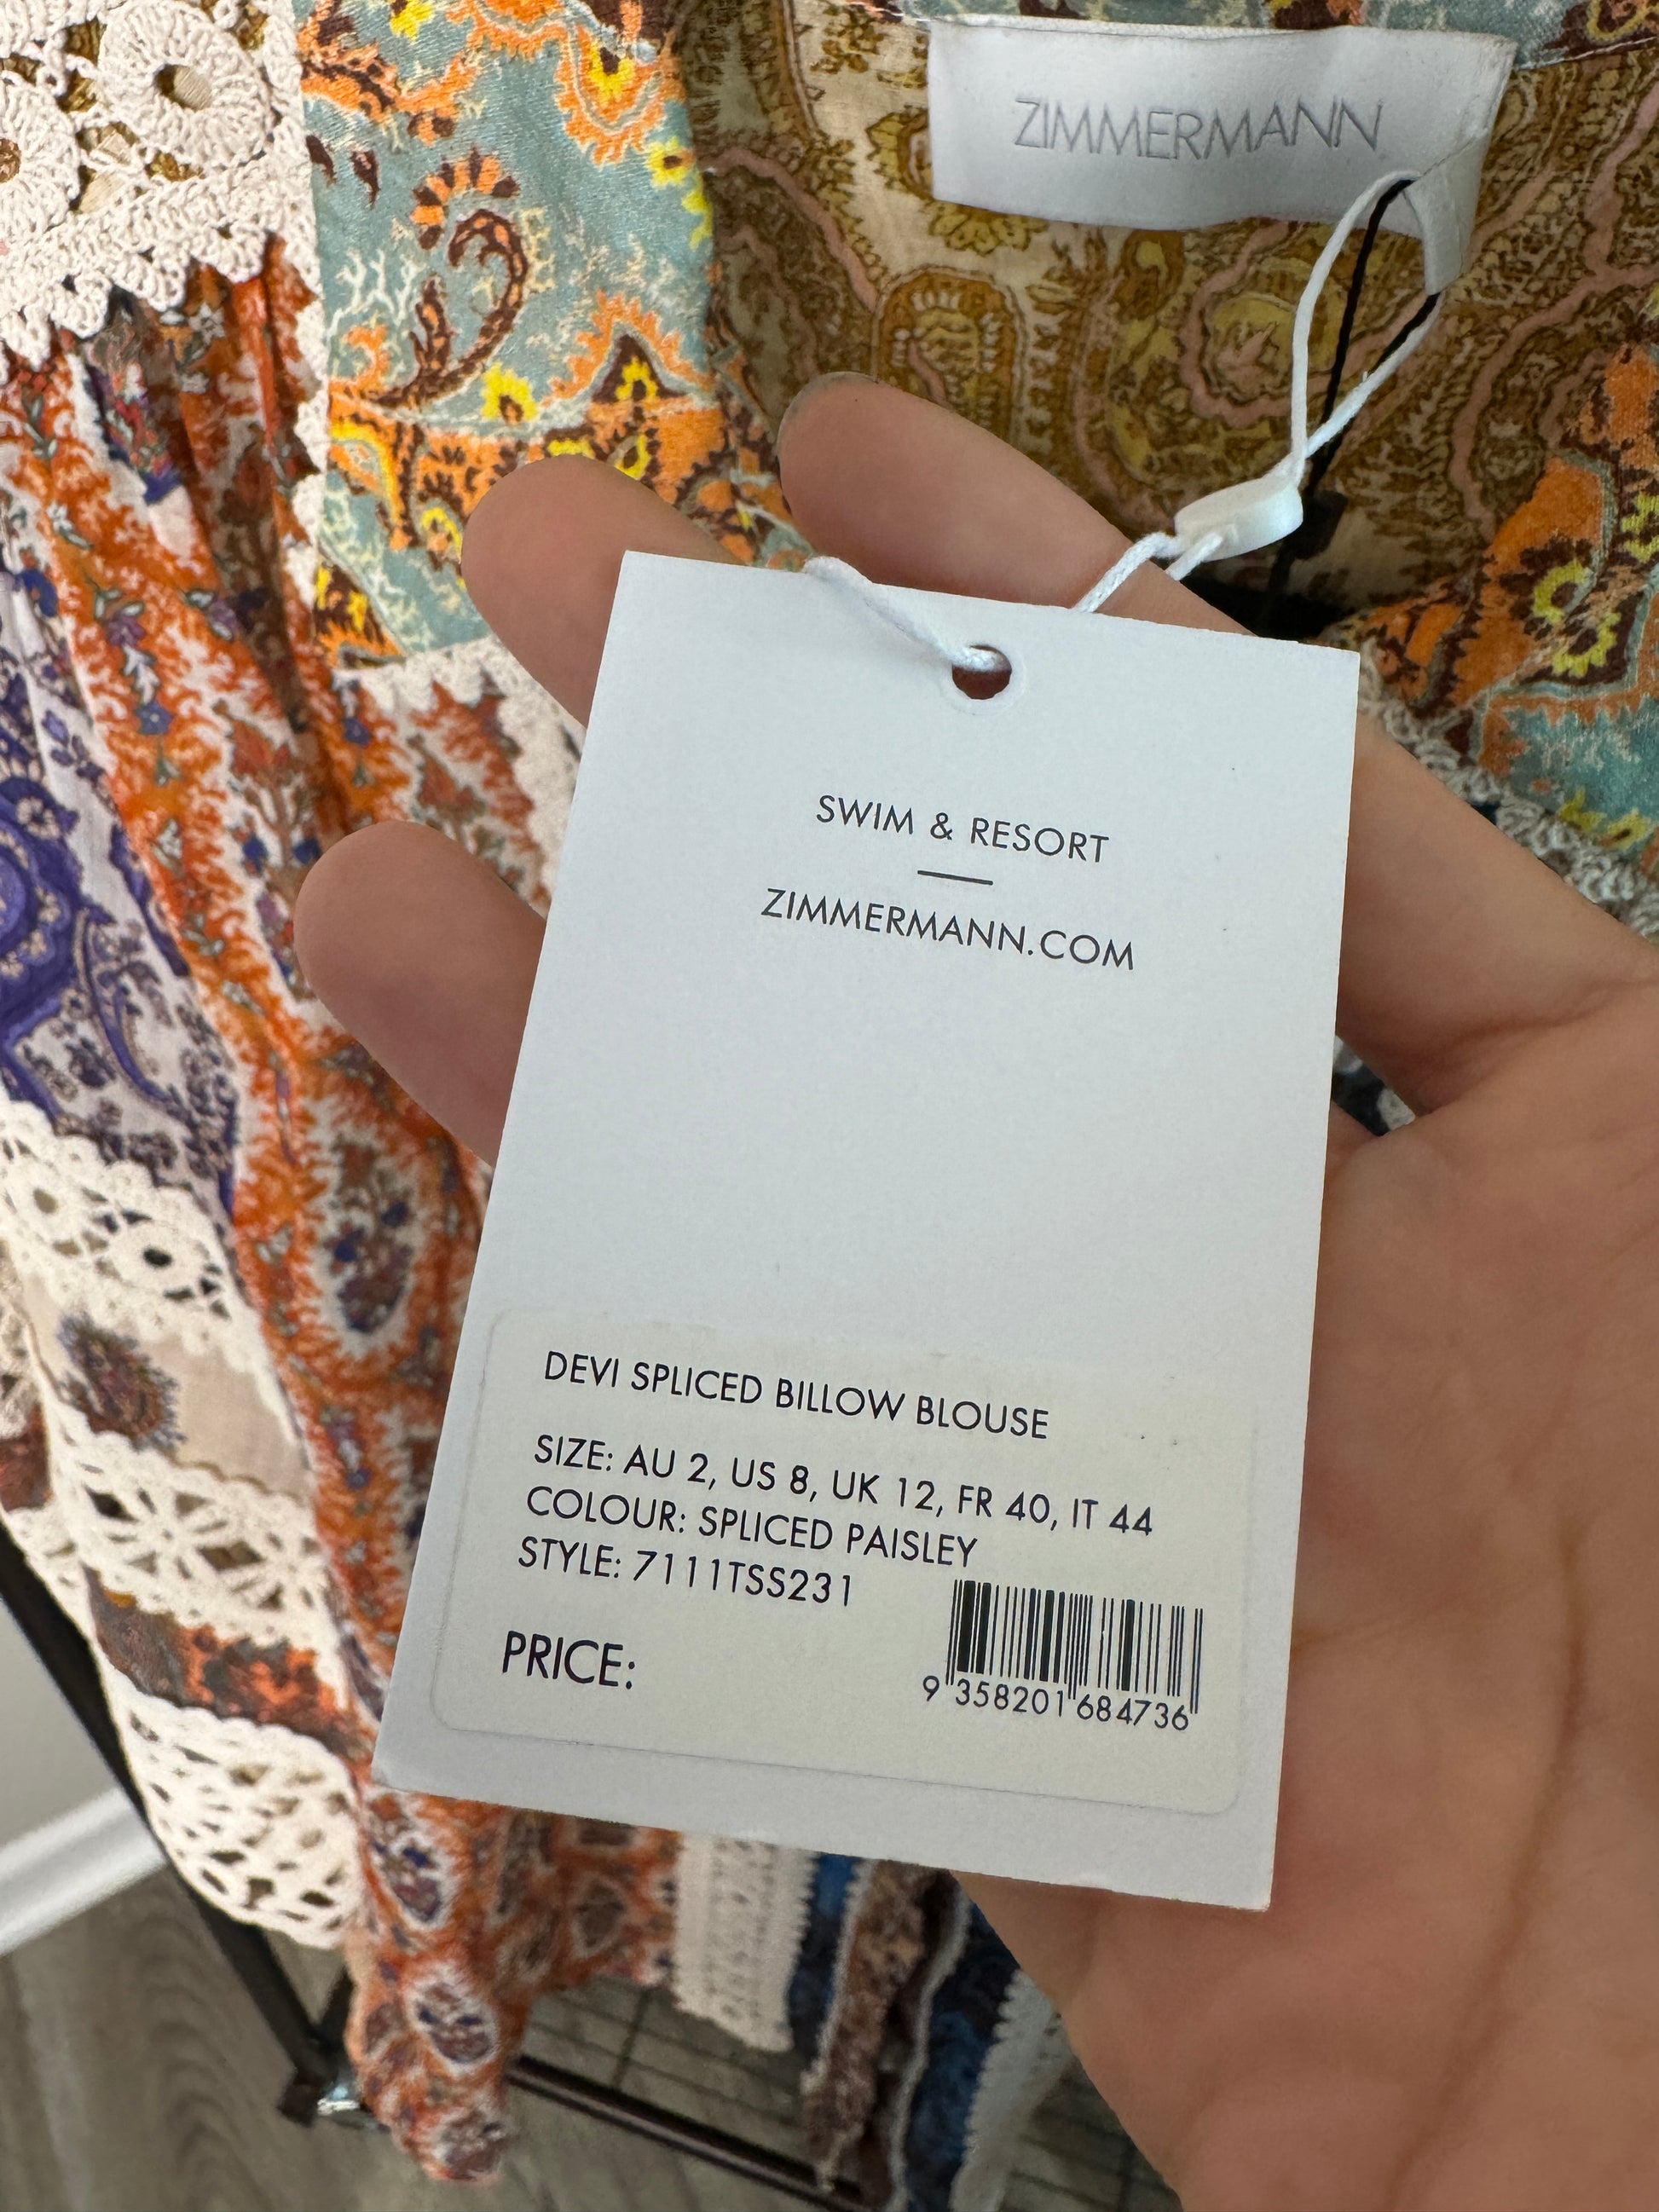 ZIMMERMANN
SWIM & RESORT
ZIMMERMANN.COM
DEVI SPLICED BILLOW BLOUSE
SIZE: AU 2, US 8, UK 12, FR 40, IT 44
COLOUR: SPLICED PAISLEY
STYLE: 7111TSS231
PRICE:
9 358201 684736